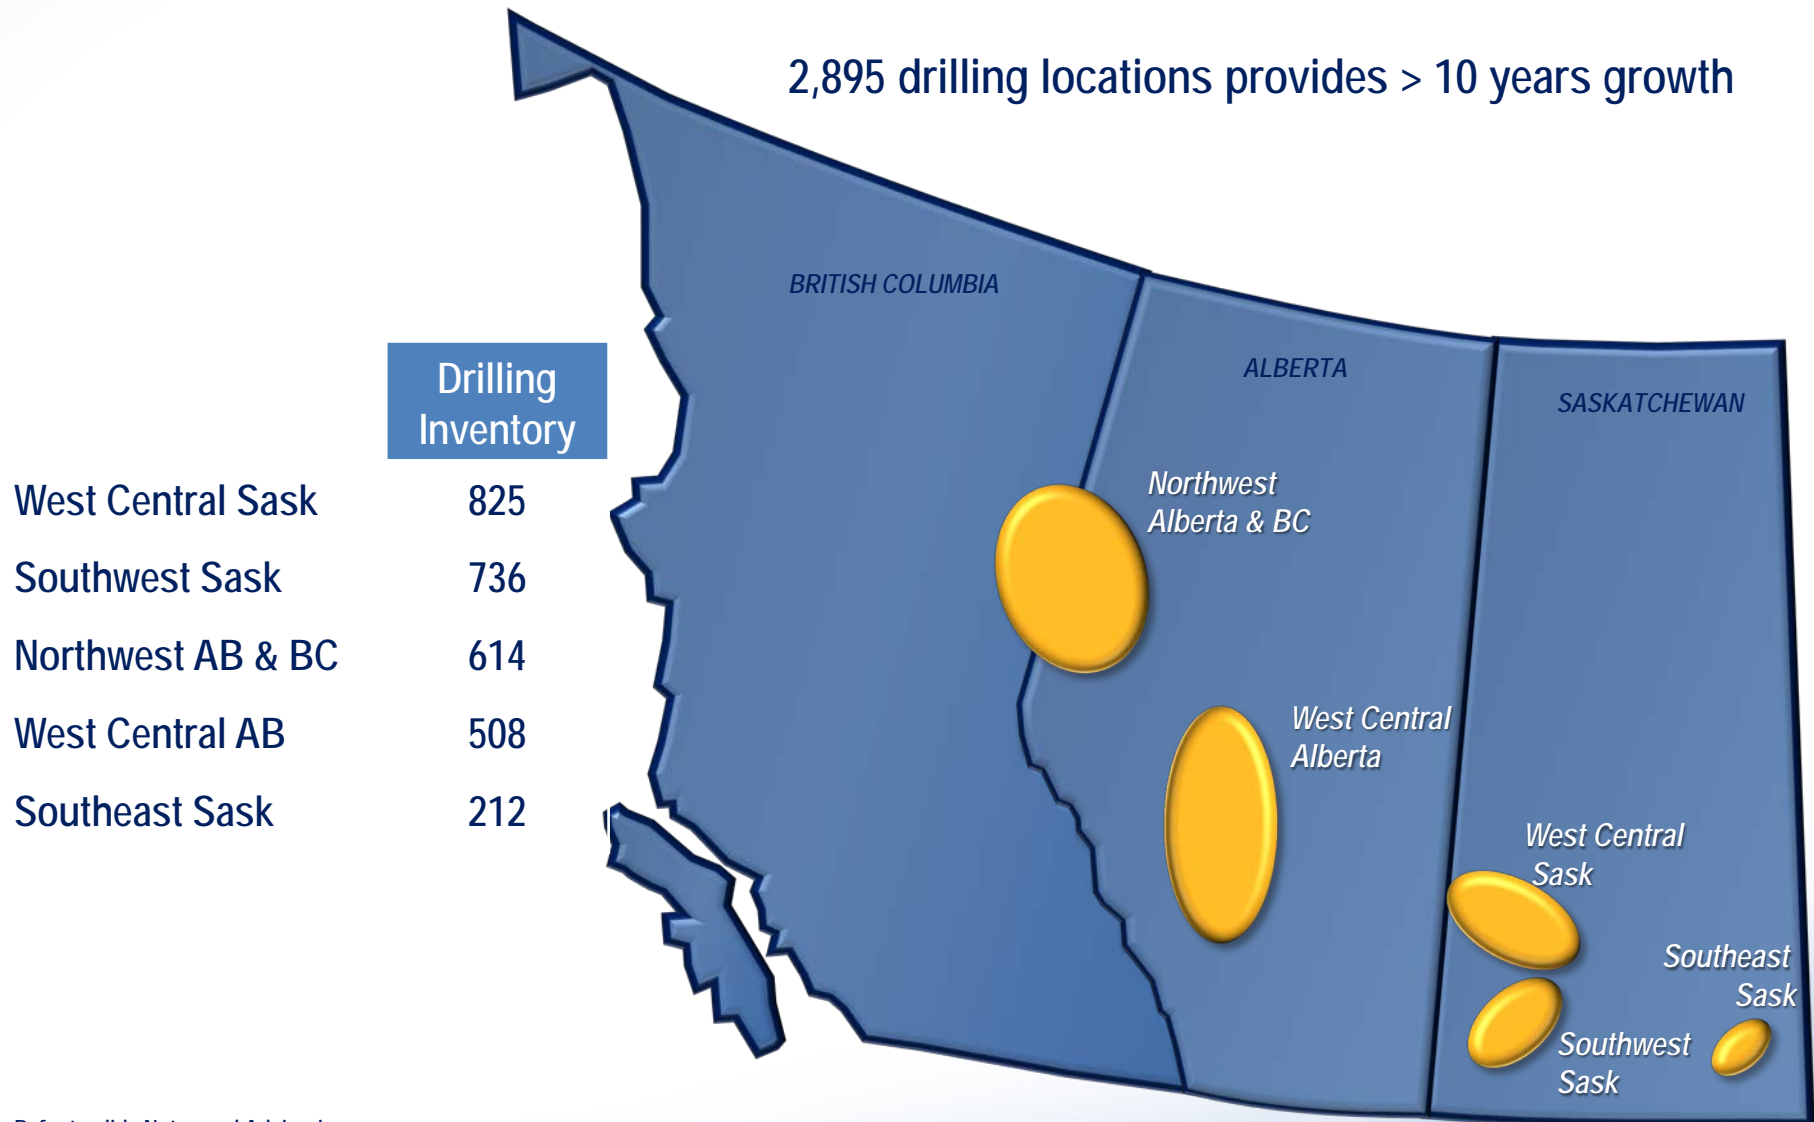 2,895 drilling locations provides > 10 years growth
BRITISH COLUMBIA
ALBERTA
SASKATCHEWAN
Drilling
Inventory
West Central Sask 825
Southwest Sask 736
Northwest AB & BC 614
West Central AB 508
Southeast Sask 212
Northwest
Alberta & BC
West Central
Alberta
West Central
Sask
Southeast
Sask
Southwest
Sask